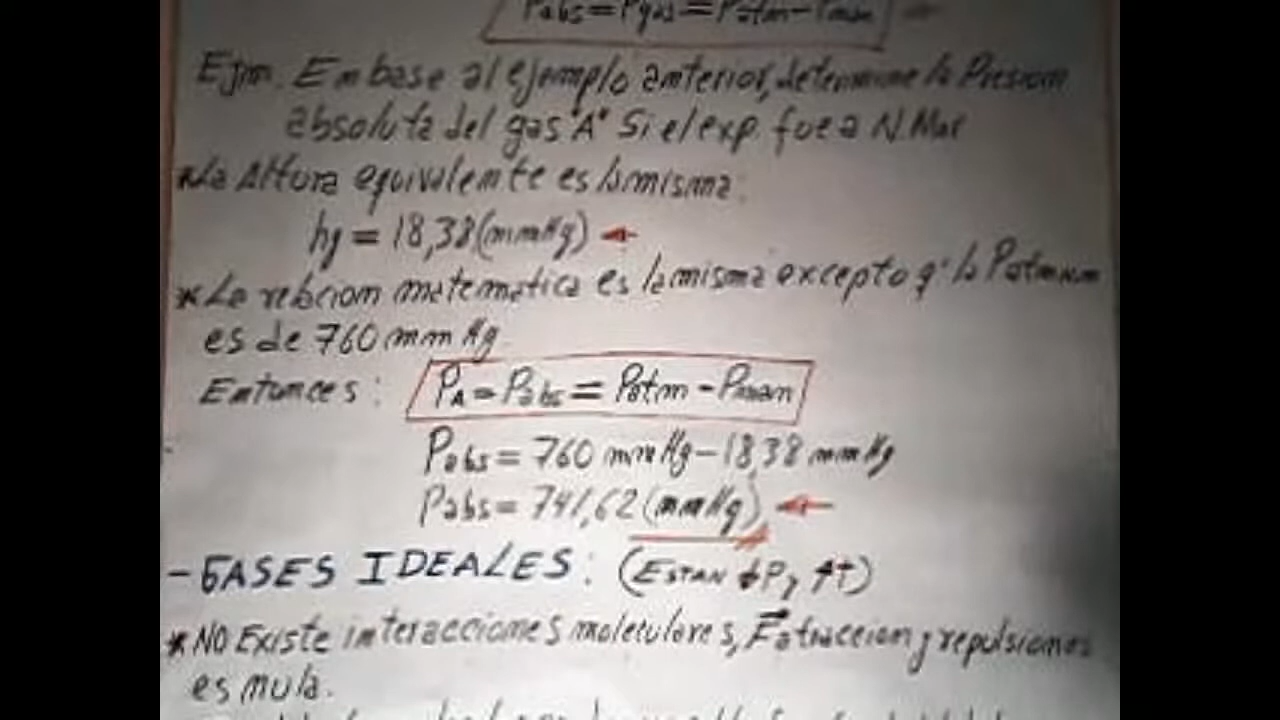 Pabs=Pgas=Patm-Pman
Ejm. En base al ejemplo anterior, determine la Presion
absoluta del gas "A" Si el exp. fue a N. Mar
*La Altura equivalente es la misma:
hg = 18,38(mmHg) ←
*La relacion matematica es la misma excepto q' la Patm
es de 760 mm Hg.
Entonces: PA = Pabs = Patm - Pman
Pabs = 760 mmHg - 18,38 mmHg
Pabs = 741,62 (mmHg) ←
- GASES IDEALES: (ESTAN ↓P, ↑t)
*NO Existe interacciones moleculares, F atraccion y repulsiones
es mula.